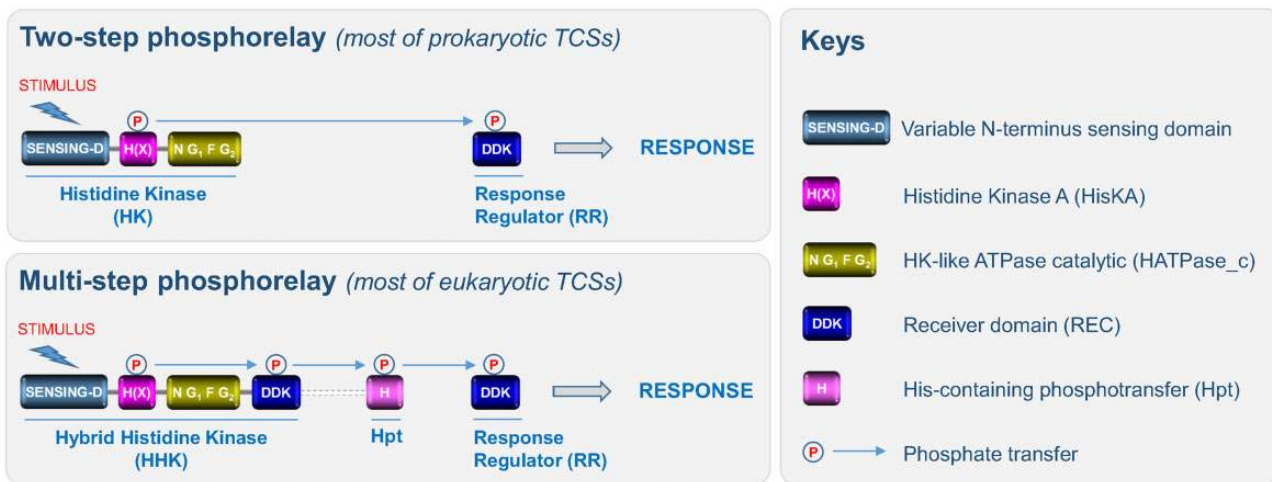 Two-step phosphorelay (most of prokaryotic TCSs)
STIMULUS
P
P
SENSING-D
H(X)
N G₁ F G₂
DDK
RESPONSE
Histidine Kinase
(HK)
Response
Regulator (RR)
Multi-step phosphorelay (most of eukaryotic TCSs)
STIMULUS
P
P
P
P
SENSING-D
H(X)
N G₁ F G₂
DDK
H
DDK
RESPONSE
Hybrid Histidine Kinase
(HHK)
Hpt
Response
Regulator (RR)
Keys
SENSING-D Variable N-terminus sensing domain
H(X) Histidine Kinase A (HisKA)
N G₁ F G₂ HK-like ATPase catalytic (HATPase_c)
DDK Receiver domain (REC)
H His-containing phosphotransfer (Hpt)
P Phosphate transfer